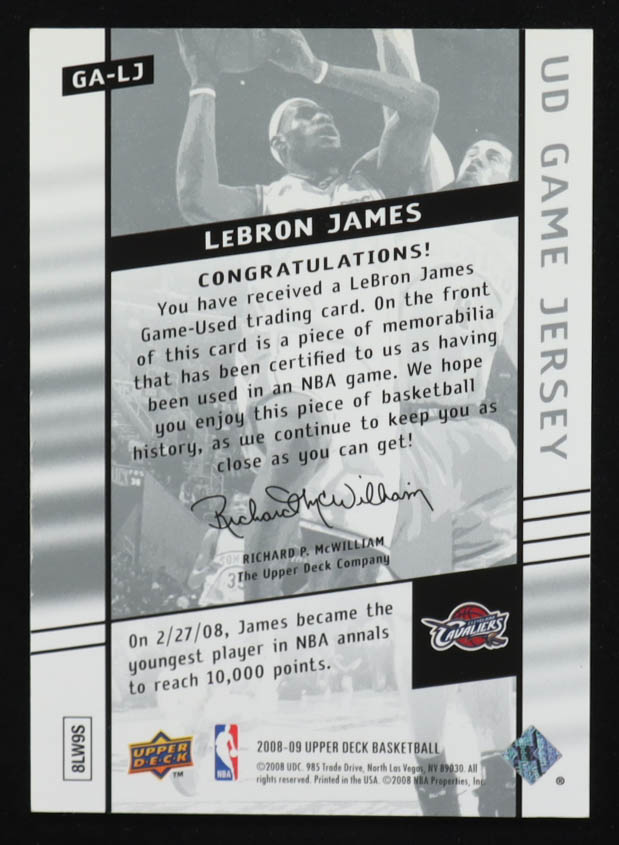 GA-LJ
UD GAME JERSEY
LEBRON JAMES
CONGRATULATIONS!
You have received a LeBron James
Game-Used trading card. On the front
of this card is a piece of memorabilia
that has been certified to us as having
been used in an NBA game. We hope
you enjoy this piece of basketball
history, as we continue to keep you as
close as you can get!
Richard McWilliam
RICHARD P. McWILLIAM
The Upper Deck Company
On 2/27/08, James became the
youngest player in NBA annals
to reach 10,000 points.
CAVALIERS
8LW9S
UPPER
D·E·C·K
TM
NBA
2008-09 UPPER DECK BASKETBALL
©2008 UDC. 985 Trade Drive, North Las Vegas, NV 89030. All
rights reserved. Printed in the USA. ©2008 NBA Properties, Inc.
®